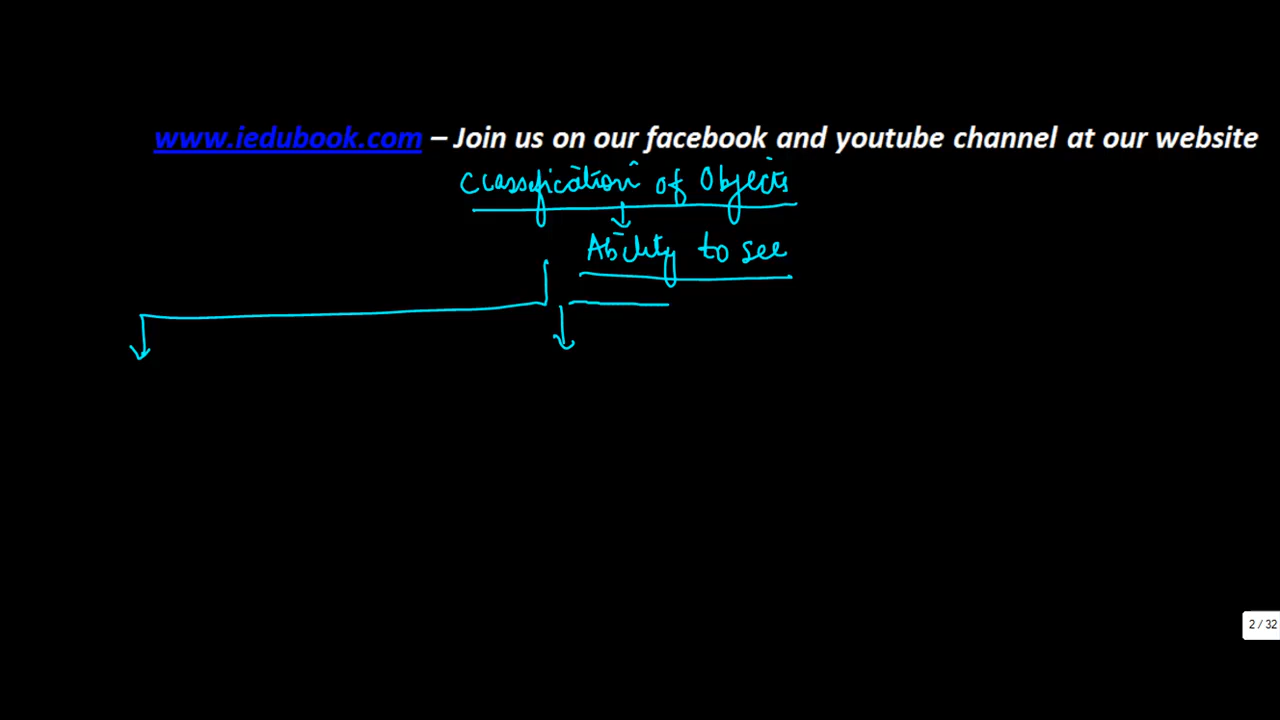 www.iedubook.com – Join us on our facebook and youtube channel at our website
Classification of Objects
Ability to see
2 / 32